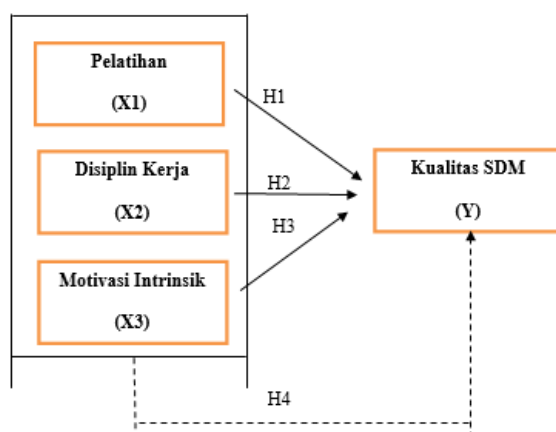 Pelatihan
(X1)
H1
Disiplin Kerja
(X2)
H2
Kualitas SDM
(Y)
H3
Motivasi Intrinsik
(X3)
H4